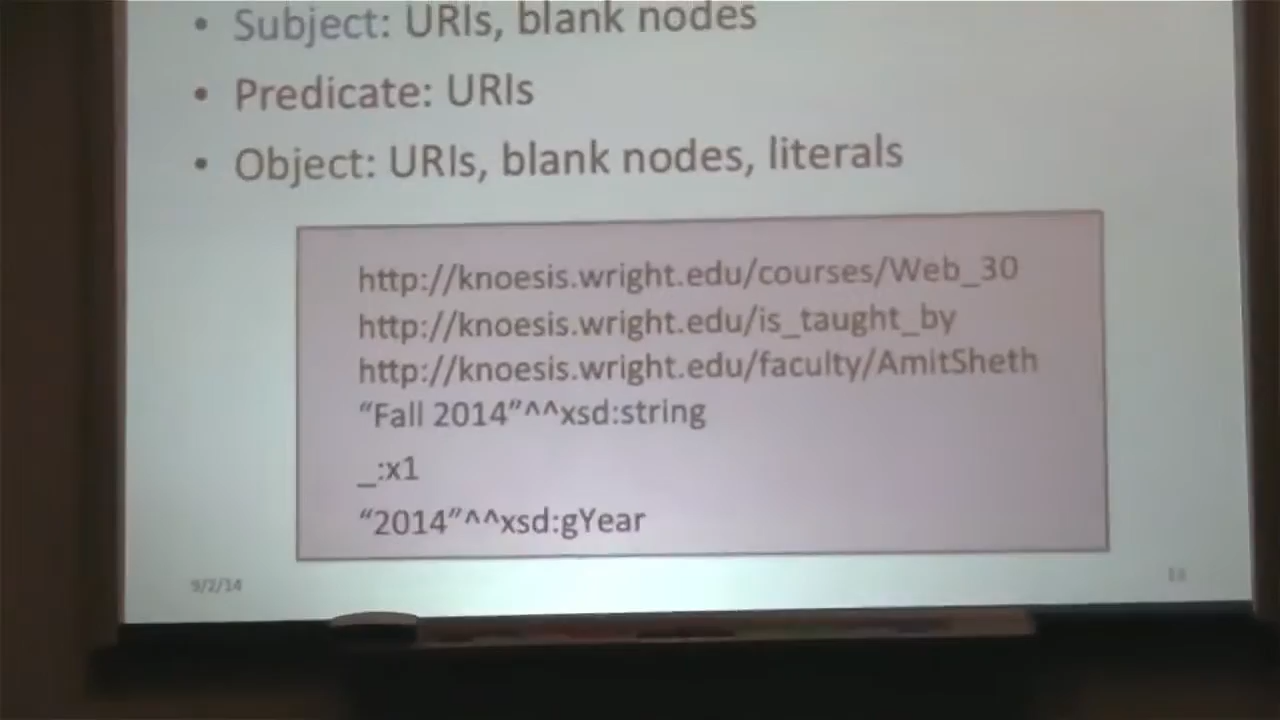 • Subject: URIs, blank nodes
• Predicate: URIs
• Object: URIs, blank nodes, literals
http://knoesis.wright.edu/courses/Web_30
http://knoesis.wright.edu/is_taught_by
http://knoesis.wright.edu/faculty/AmitSheth
“Fall 2014”^^xsd:string
_:x1
“2014”^^xsd:gYear
9/2/14